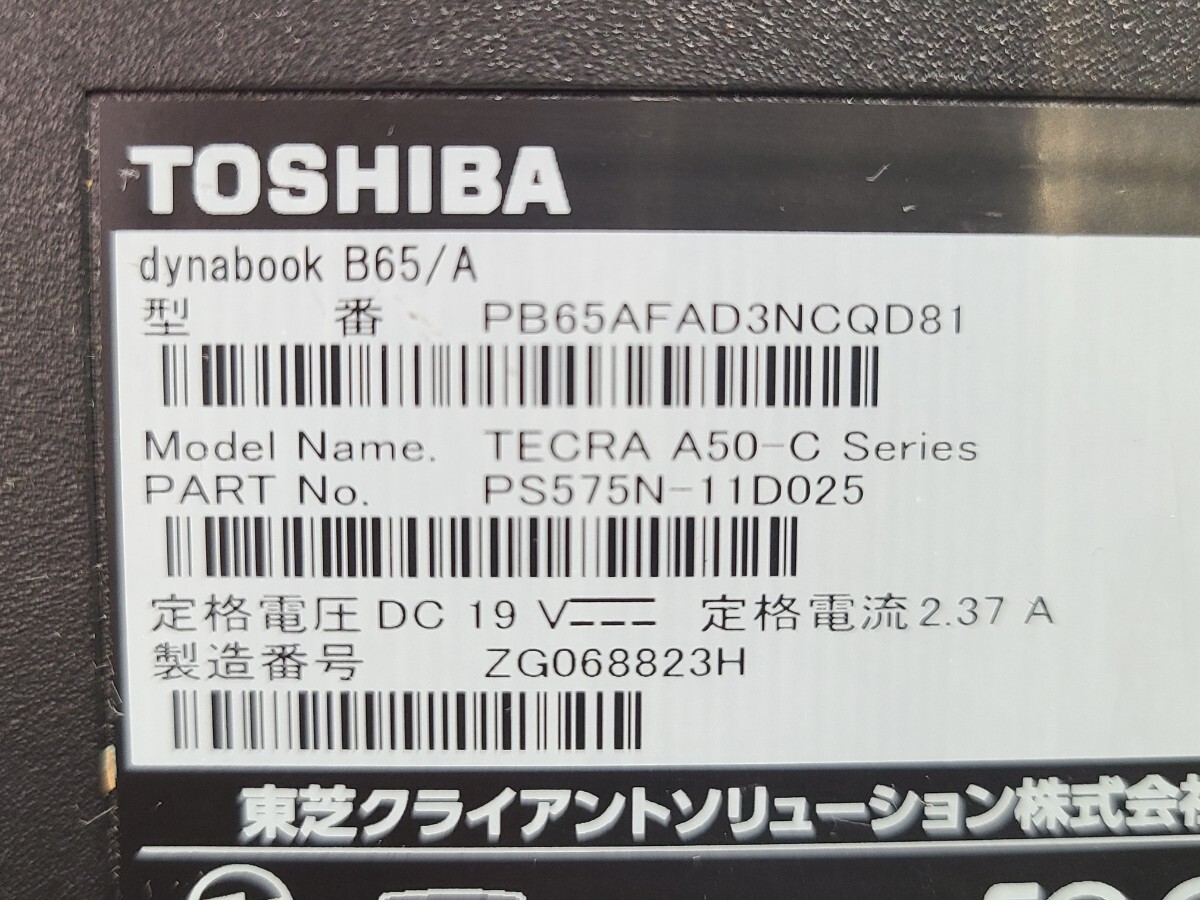 TOSHIBA
dynabook B65/A
型 番 PB65AFAD3NCQD81
Model Name. TECRA A50-C Series
PART No. PS575N-11D025
定格電圧 DC 19 V⎓ 定格電流 2.37 A
製造番号 ZG068823H
東芝クライアントソリューション株式会社